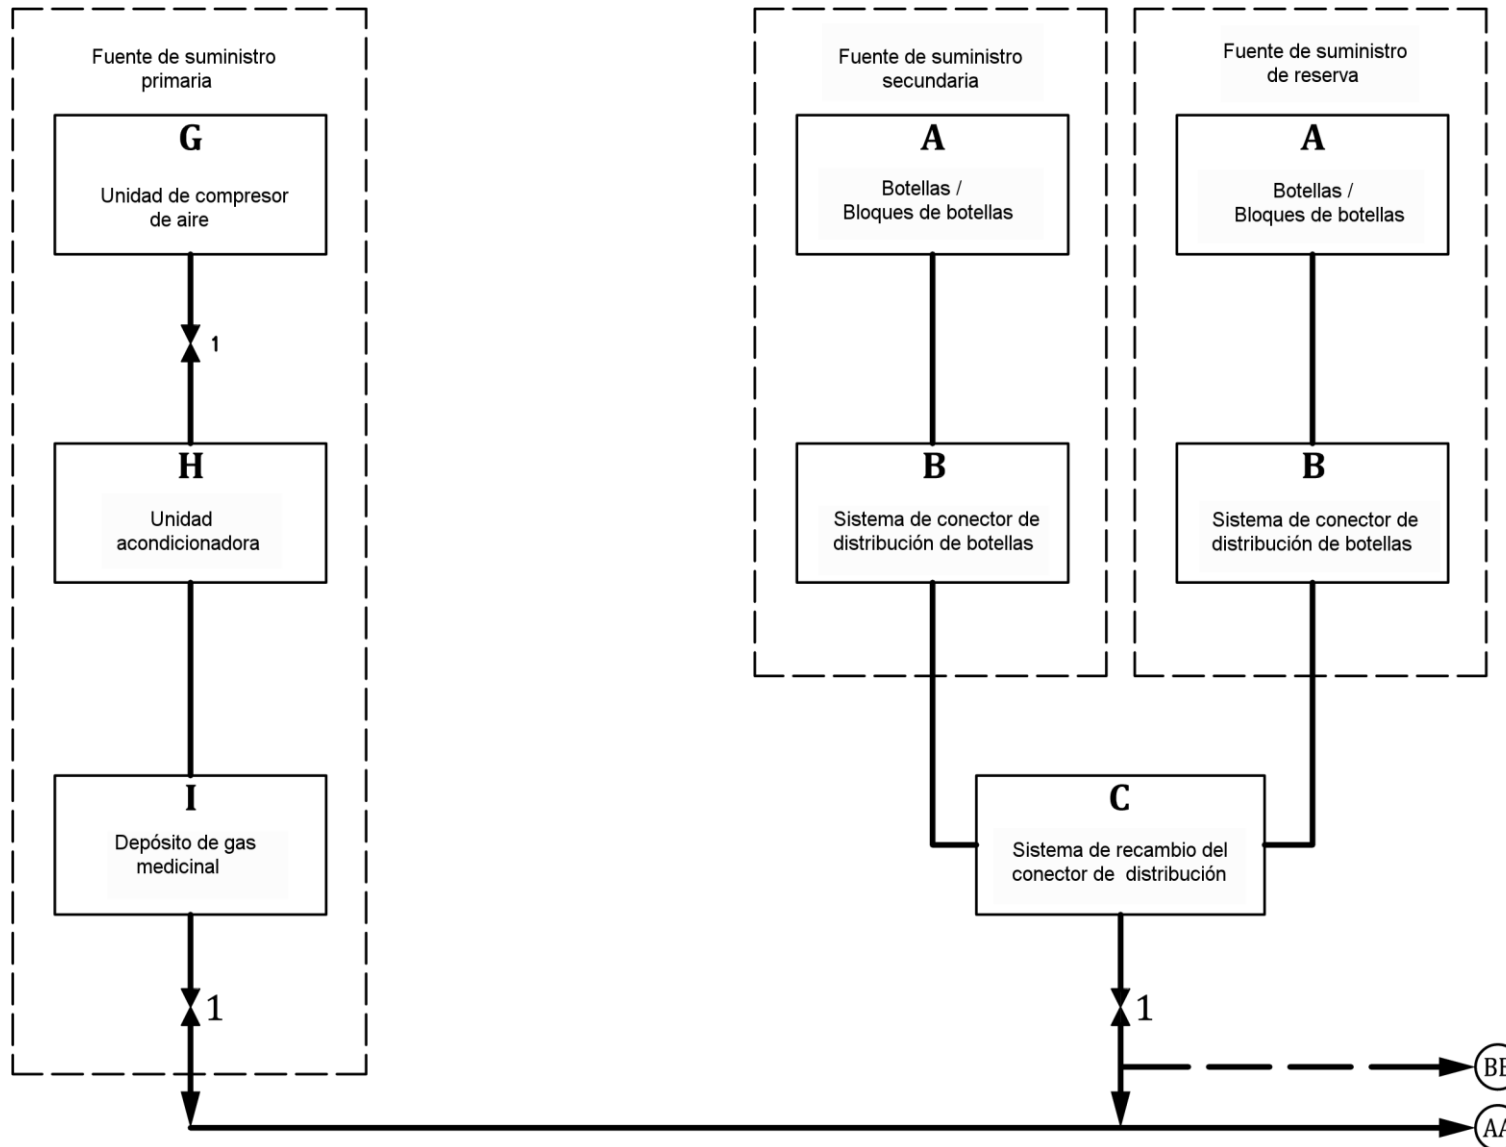 Fuente de suministro
primaria
G
Unidad de compresor
de aire
1
H
Unidad
acondicionadora
I
Depósito de gas
medicinal
1
Fuente de suministro
secundaria
A
Botellas /
Bloques de botellas
B
Sistema de conector de
distribución de botellas
Fuente de suministro
de reserva
A
Botellas /
Bloques de botellas
B
Sistema de conector de
distribución de botellas
C
Sistema de recambio del
conector de distribución
1
BB
AA